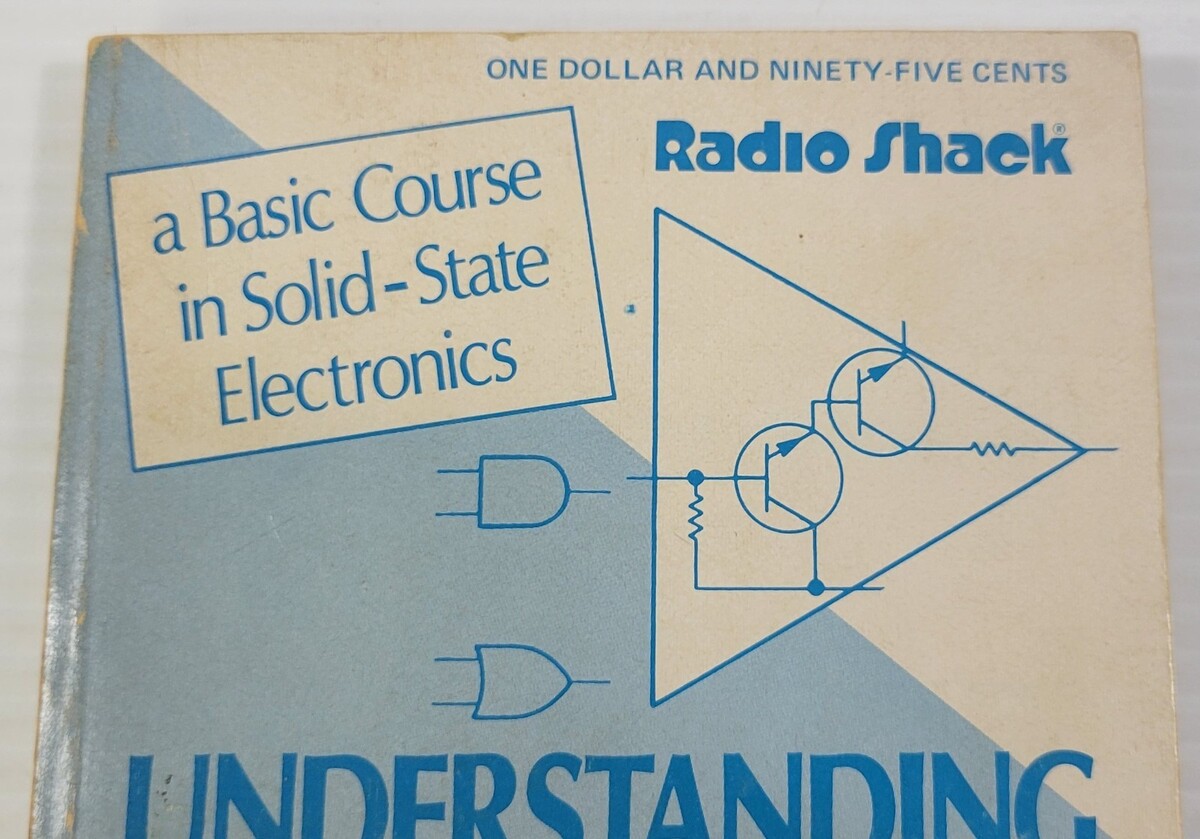 ONE DOLLAR AND NINETY-FIVE CENTS
Radio Shack®
a Basic Course
in Solid-State
Electronics
UNDERSTANDING